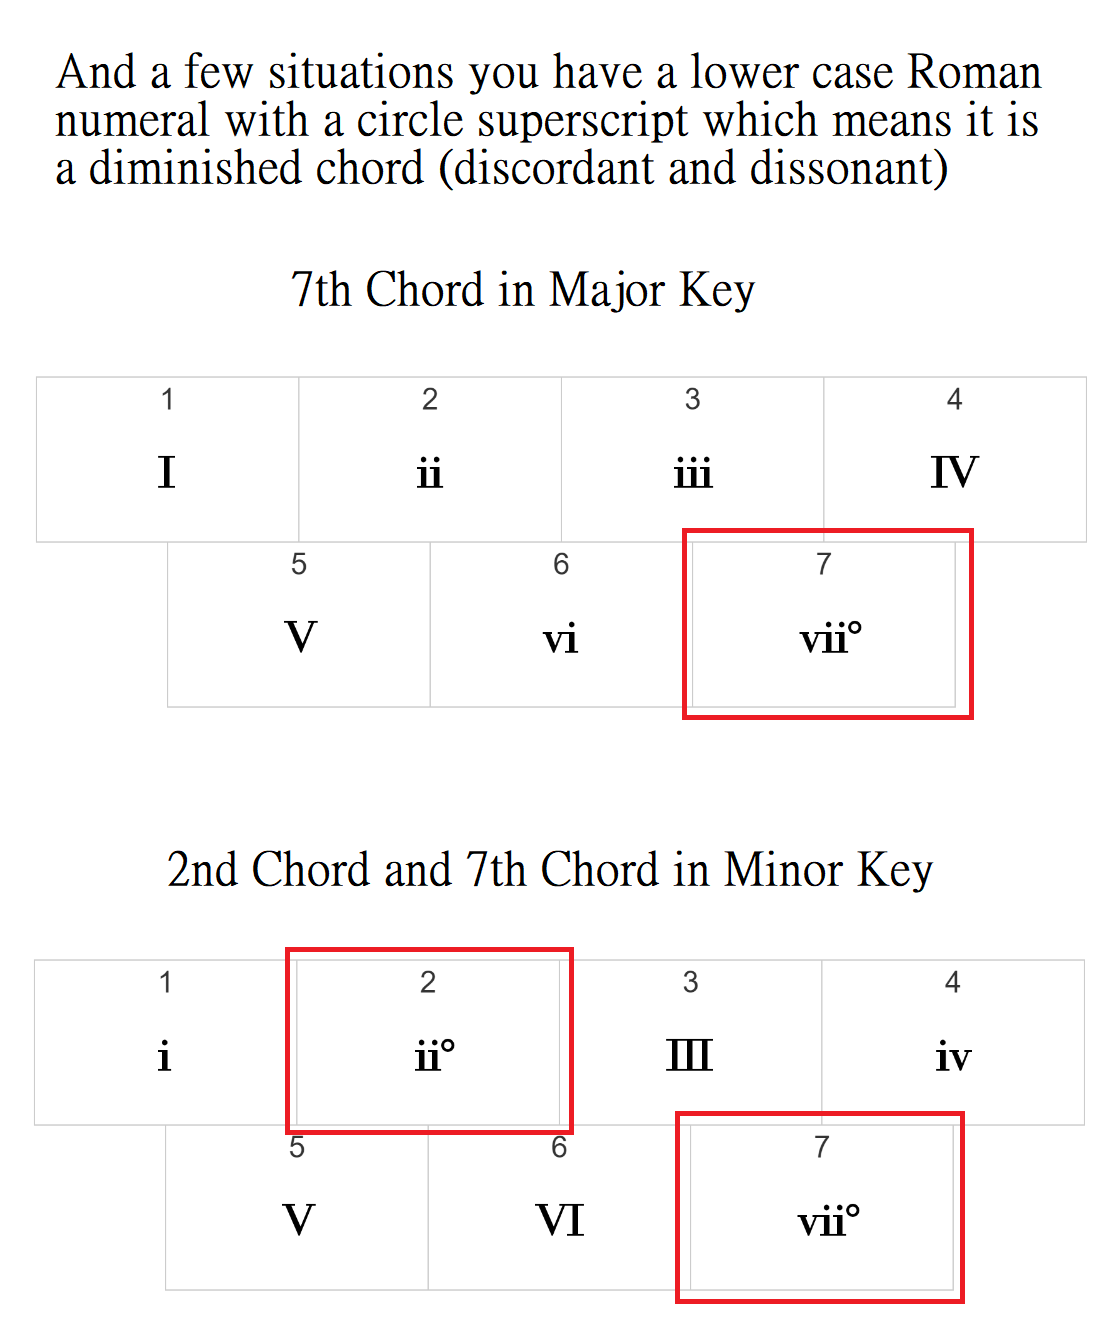 And a few situations you have a lower case Roman
numeral with a circle superscript which means it is
a diminished chord (discordant and dissonant)
7th Chord in Major Key
1 2 3 4
I ii iii IV
5 6 7
V vi vii°
2nd Chord and 7th Chord in Minor Key
1 2 3 4
i ii° III iv
5 6 7
V VI vii°